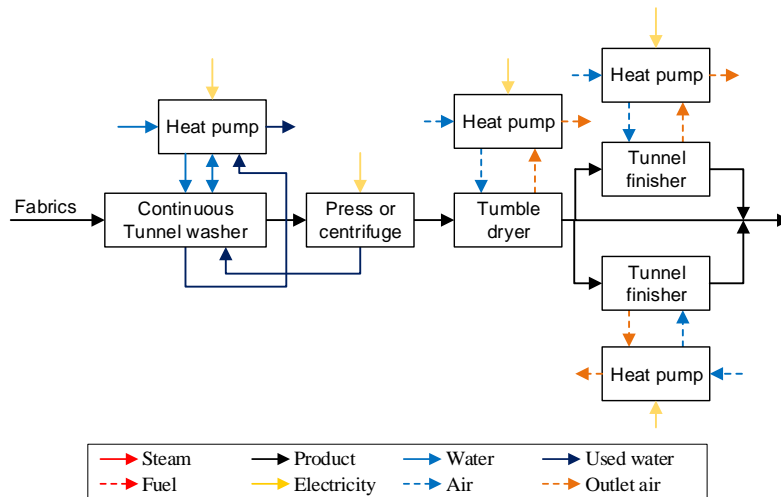 Heat pump
Heat pump
Heat pump
Fabrics
Continuous
Tunnel washer
Press or
centrifuge
Tumble
dryer
Tunnel
finisher
Tunnel
finisher
Heat pump
Steam
Product
Water
Used water
Fuel
Electricity
Air
Outlet air